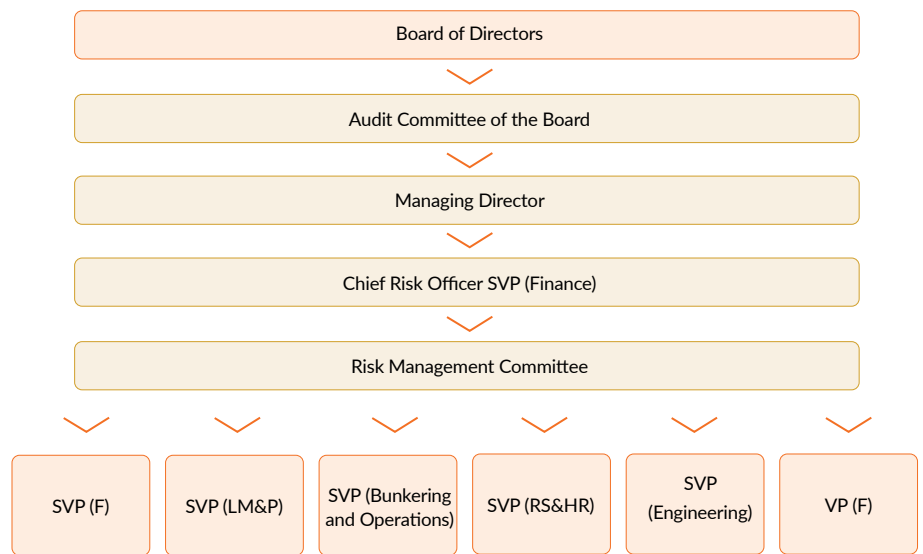 Board of Directors
Audit Committee of the Board
Managing Director
Chief Risk Officer SVP (Finance)
Risk Management Committee
SVP (F)
SVP (LM&P)
SVP (Bunkering
and Operations)
SVP (RS&HR)
SVP
(Engineering)
VP (F)